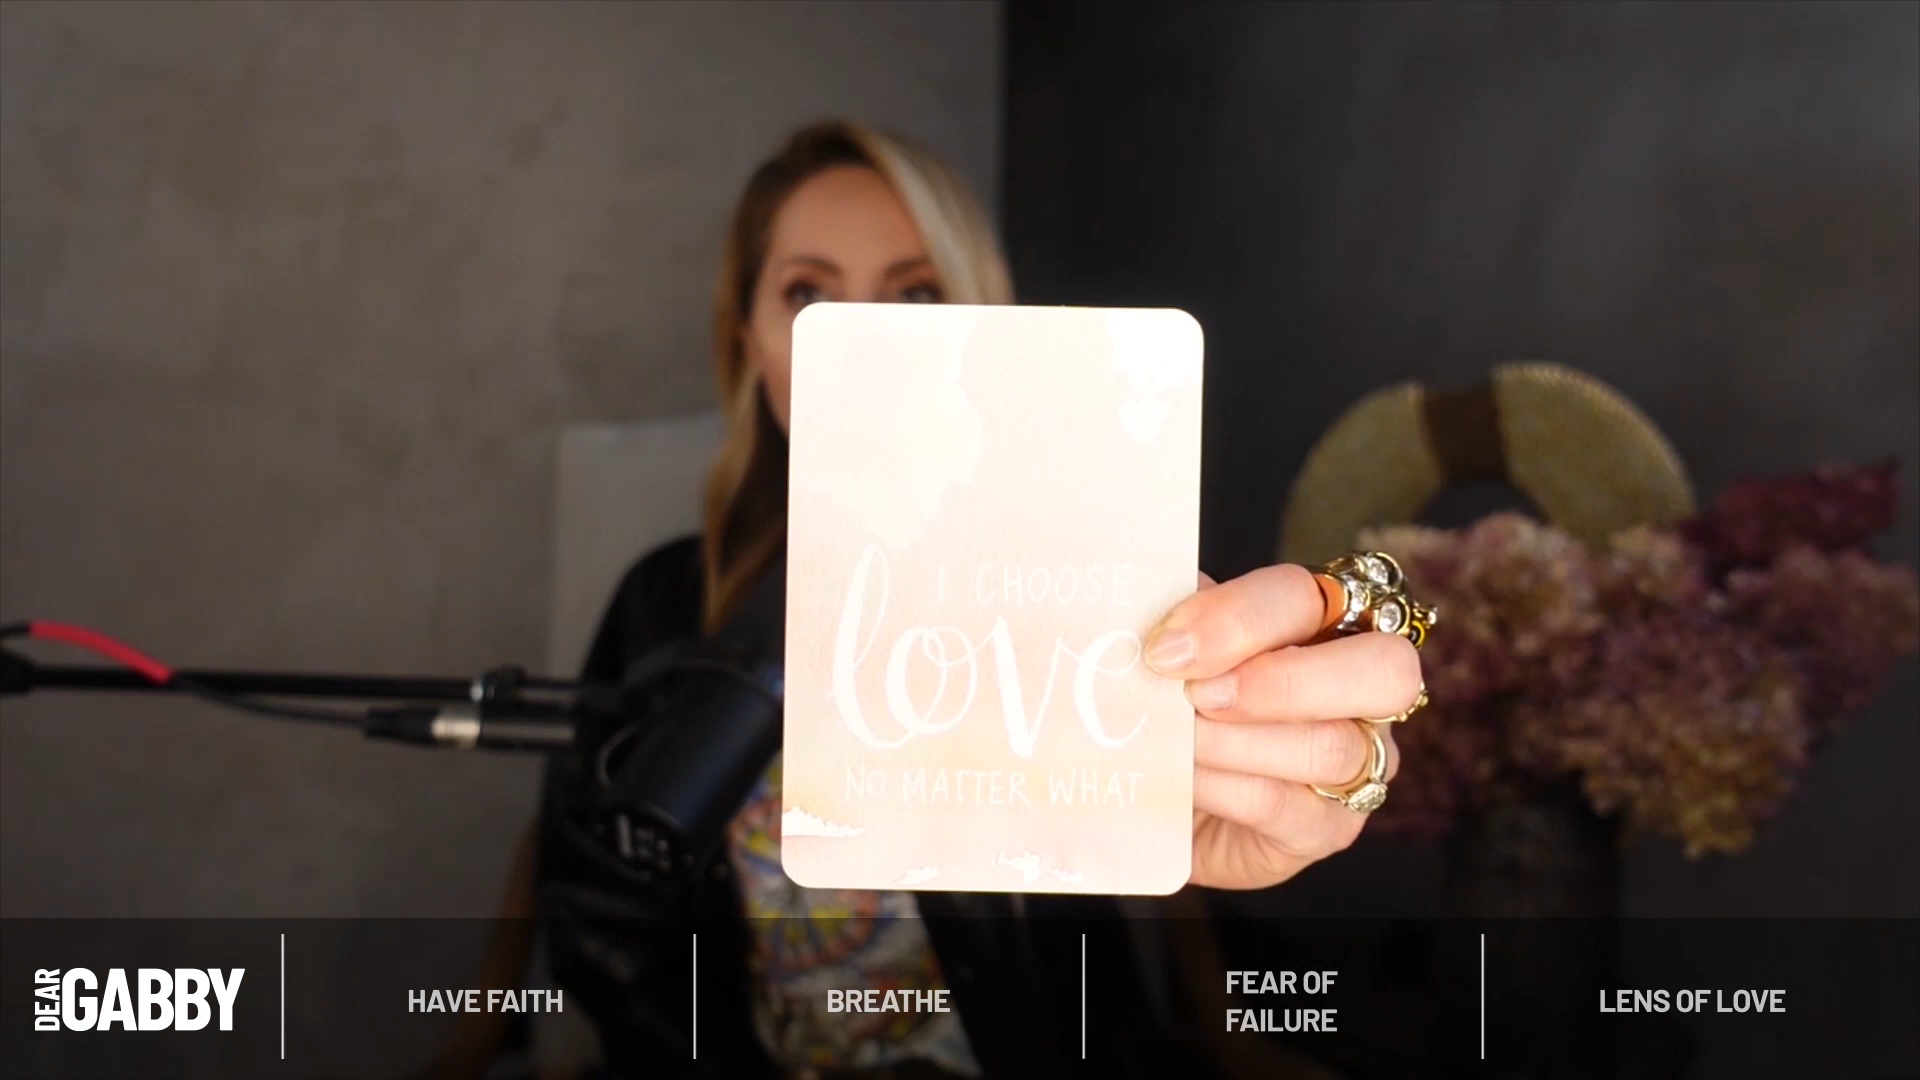 I CHOOSE
love
NO MATTER WHAT
DEAR GABBY
HAVE FAITH
BREATHE
FEAR OF
FAILURE
LENS OF LOVE